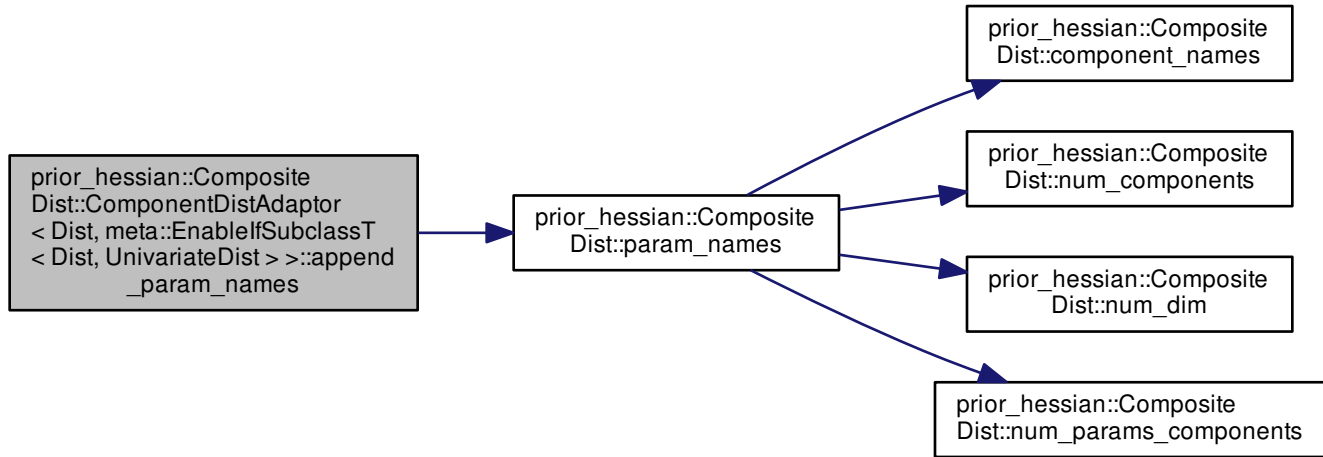 prior_hessian::Composite
Dist::ComponentDistAdaptor
< Dist, meta::EnableIfSubclassT
< Dist, UnivariateDist > >::append
_param_names
prior_hessian::Composite
Dist::param_names
prior_hessian::Composite
Dist::component_names
prior_hessian::Composite
Dist::num_components
prior_hessian::Composite
Dist::num_dim
prior_hessian::Composite
Dist::num_params_components